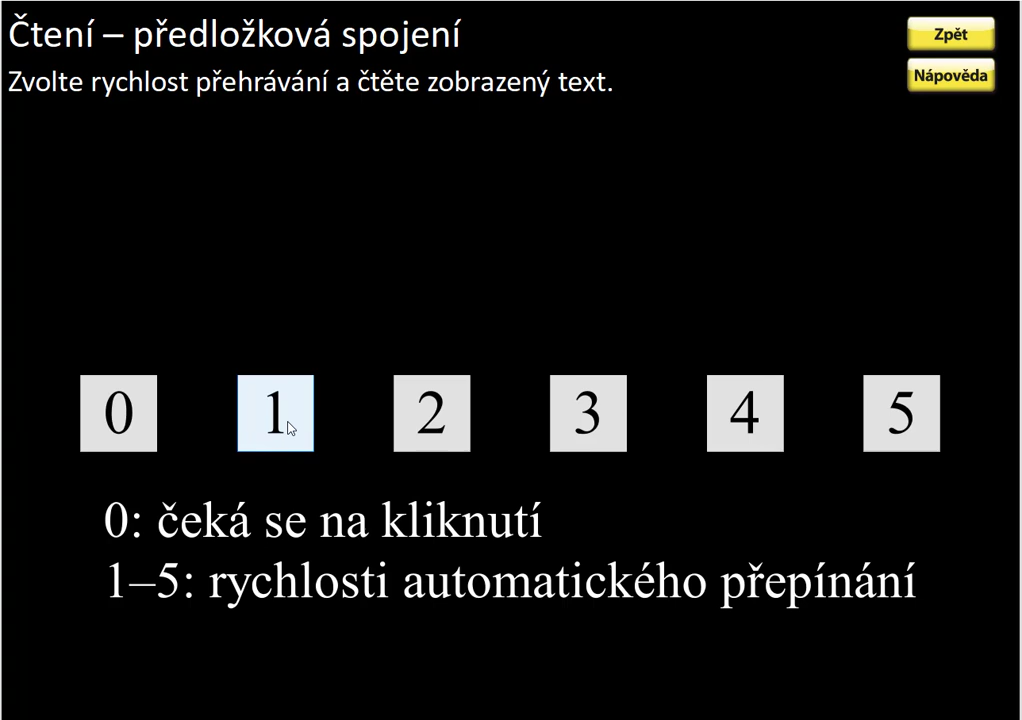 Čtení – předložková spojení
Zpět
Zvolte rychlost přehrávání a čtěte zobrazený text.
Nápověda
0 1 2 3 4 5
0: čeká se na kliknutí
1–5: rychlosti automatického přepínání